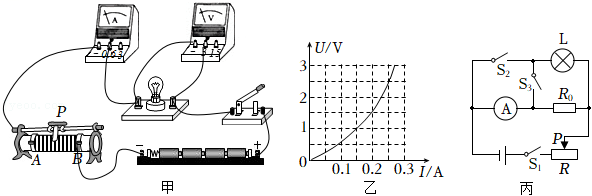 A
V
- 0.6 3
- 3 15
P
A
B
-
+
甲
U/V
3
2
1
0
0.1
0.2
0.3
I/A
乙
L
S₂
S₃
A
R₀
P
S₁
R
丙